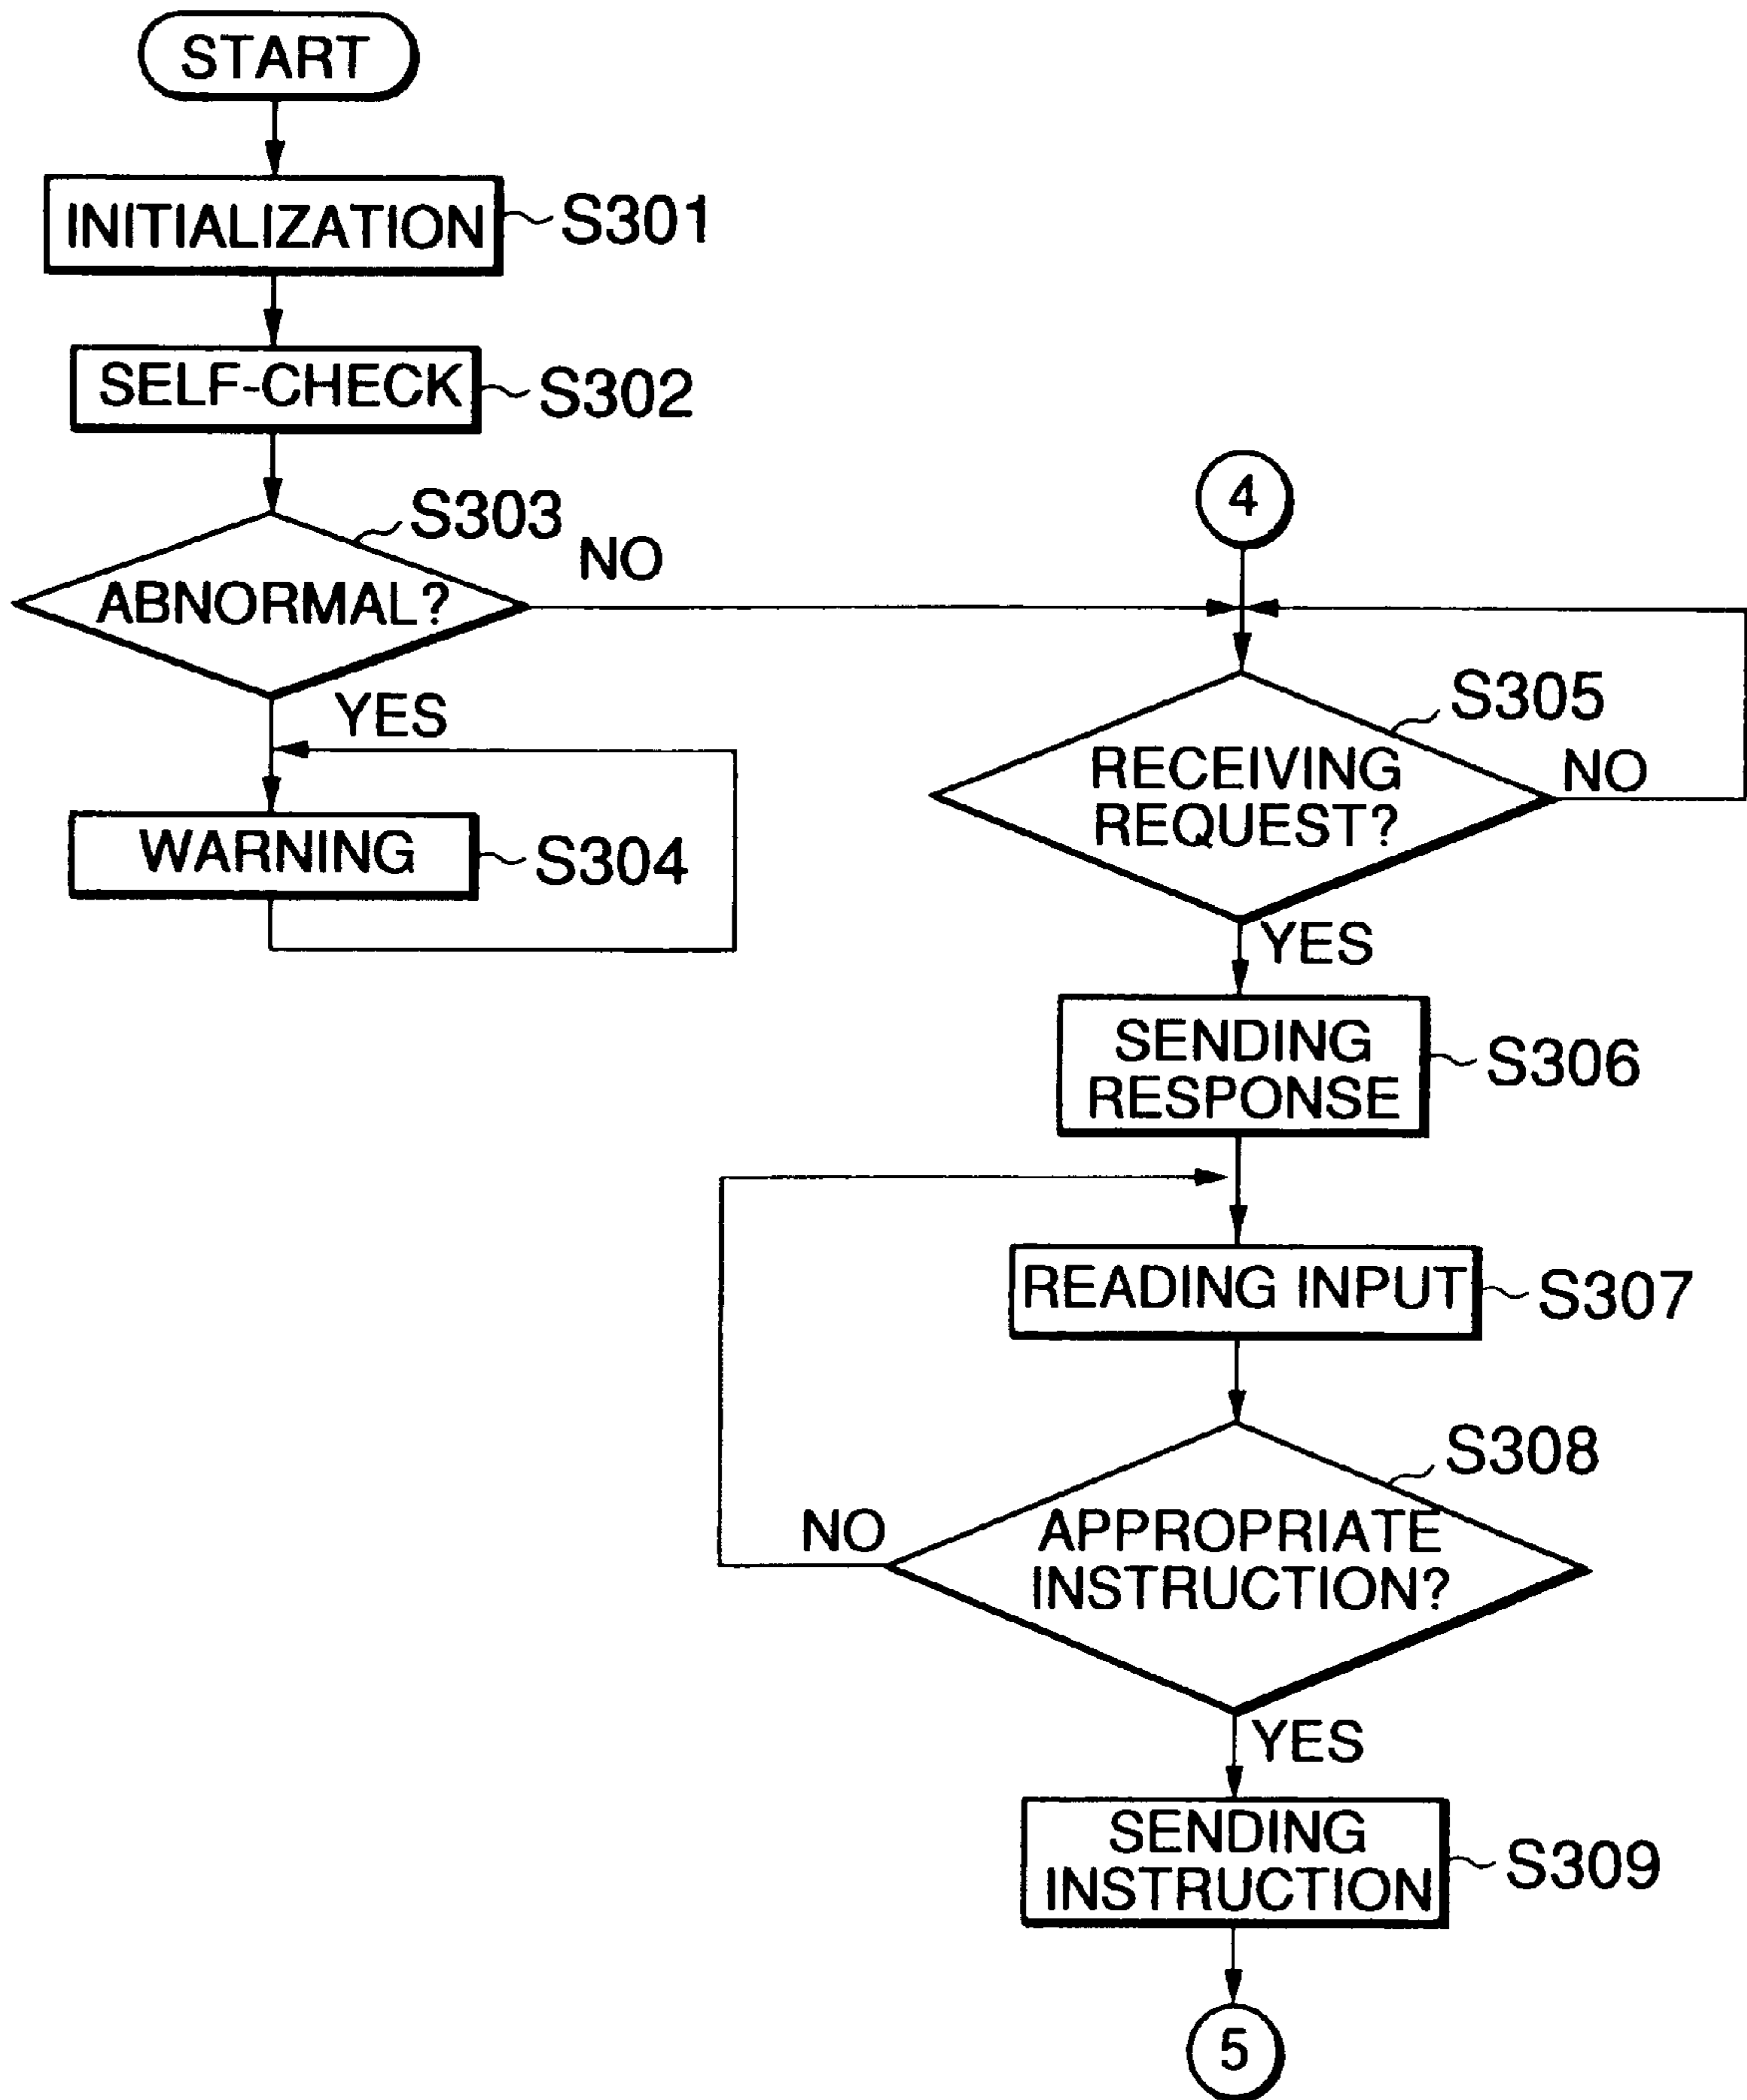 START
INITIALIZATION
S301
SELF-CHECK
S302
S303
ABNORMAL?
NO
YES
WARNING
S304
4
S305
RECEIVING
REQUEST?
NO
YES
SENDING
RESPONSE
S306
READING INPUT
S307
S308
NO
APPROPRIATE
INSTRUCTION?
YES
SENDING
INSTRUCTION
S309
5